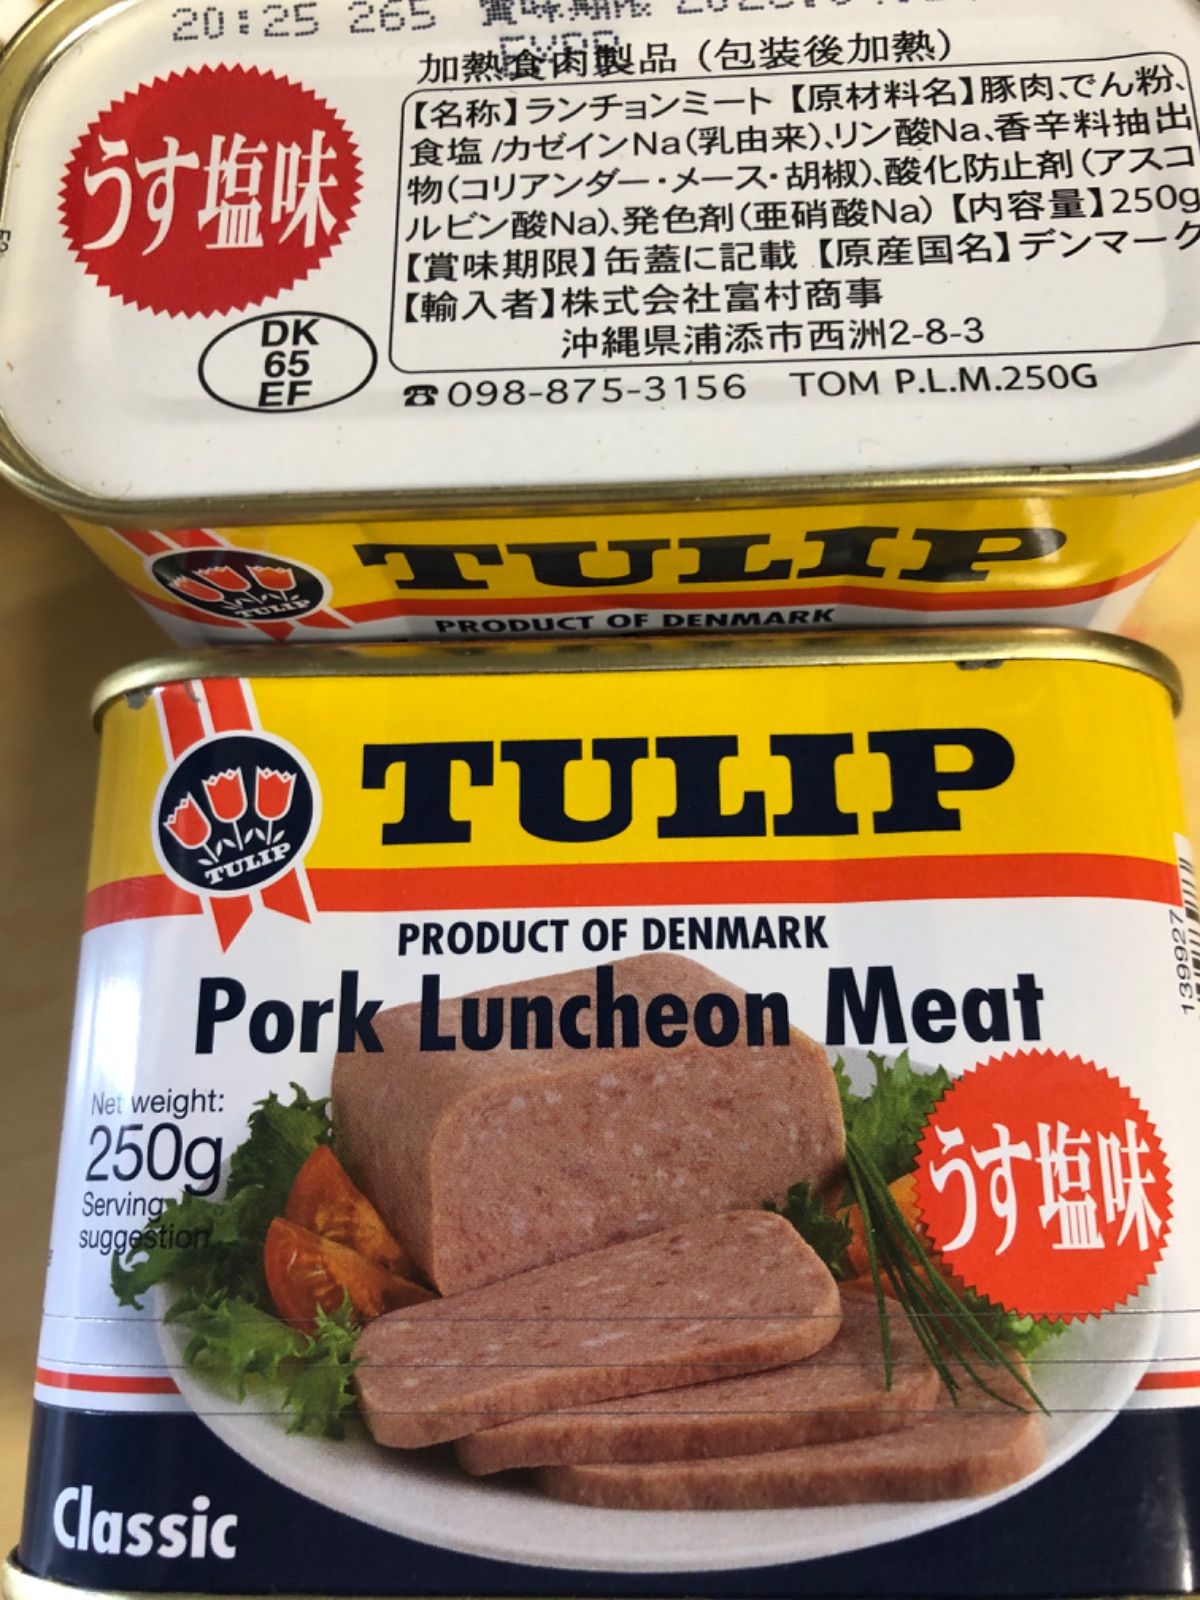 20:25 265 賞味期限
加熱食肉製品 (包装後加熱)
うす塩味
【名称】ランチョンミート【原材料名】豚肉、でん粉、
食塩/カゼインNa(乳由来)、リン酸Na、香辛料抽出
物(コリアンダー・メース・胡椒)、酸化防止剤(アスコ
ルビン酸Na)、発色剤(亜硝酸Na)【内容量】250g
【賞味期限】缶蓋に記載【原産国名】デンマーク
【輸入者】株式会社富村商事
沖縄県浦添市西洲2-8-3
☎098-875-3156 TOM P.L.M.250G
DK
65
EF
TULIP
TULIP
PRODUCT OF DENMARK
TULIP
TULIP
PRODUCT OF DENMARK
Pork Luncheon Meat
Net weight:
250g
Serving
suggestion
うす塩味
139927
Classic